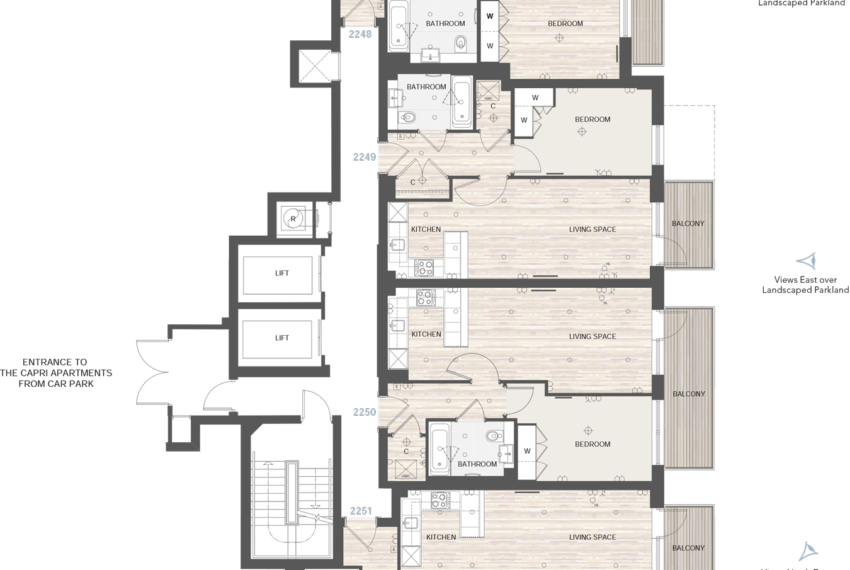 Landscaped Parkland
BATHROOM
W
W
BEDROOM
2248
BATHROOM
C
W
W
BEDROOM
2249
C
KITCHEN
LIVING SPACE
BALCONY
R
LIFT
LIFT
Views East over
Landscaped Parkland
KITCHEN
LIVING SPACE
BALCONY
ENTRANCE TO
THE CAPRI APARTMENTS
FROM CAR PARK
2250
C
BATHROOM
W
BEDROOM
2251
KITCHEN
LIVING SPACE
BALCONY